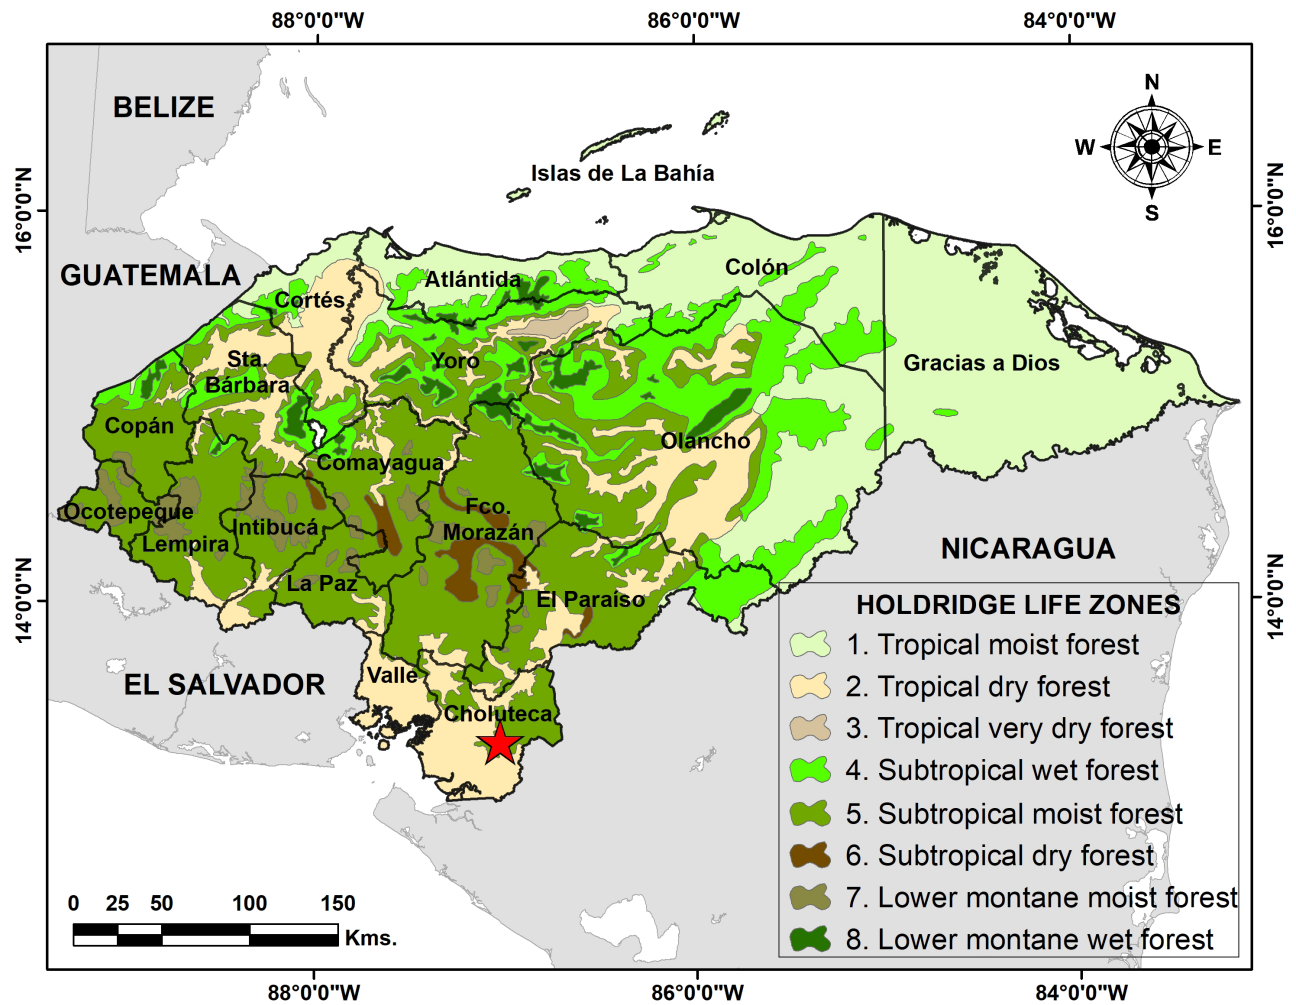 88°0'0"W 86°0'0"W 84°0'0"W
BELIZE
N
W E
S
Islas de La Bahía
16°0'0"N 16°0'0"N
GUATEMALA
Colón
Atlántida
Cortés
Sta.
Bárbara
Yoro
Gracias a Dios
Copán
Olancho
Comayagua
Ocotepeque
Fco.
Morazán
Intibucá
Lempira
NICARAGUA
La Paz
El Paraíso
14°0'0"N 14°0'0"N
HOLDRIDGE LIFE ZONES
1. Tropical moist forest
2. Tropical dry forest
3. Tropical very dry forest
4. Subtropical wet forest
5. Subtropical moist forest
6. Subtropical dry forest
7. Lower montane moist forest
8. Lower montane wet forest
EL SALVADOR
Valle
Choluteca
0 25 50 100 150
Kms.
88°0'0"W 86°0'0"W 84°0'0"W